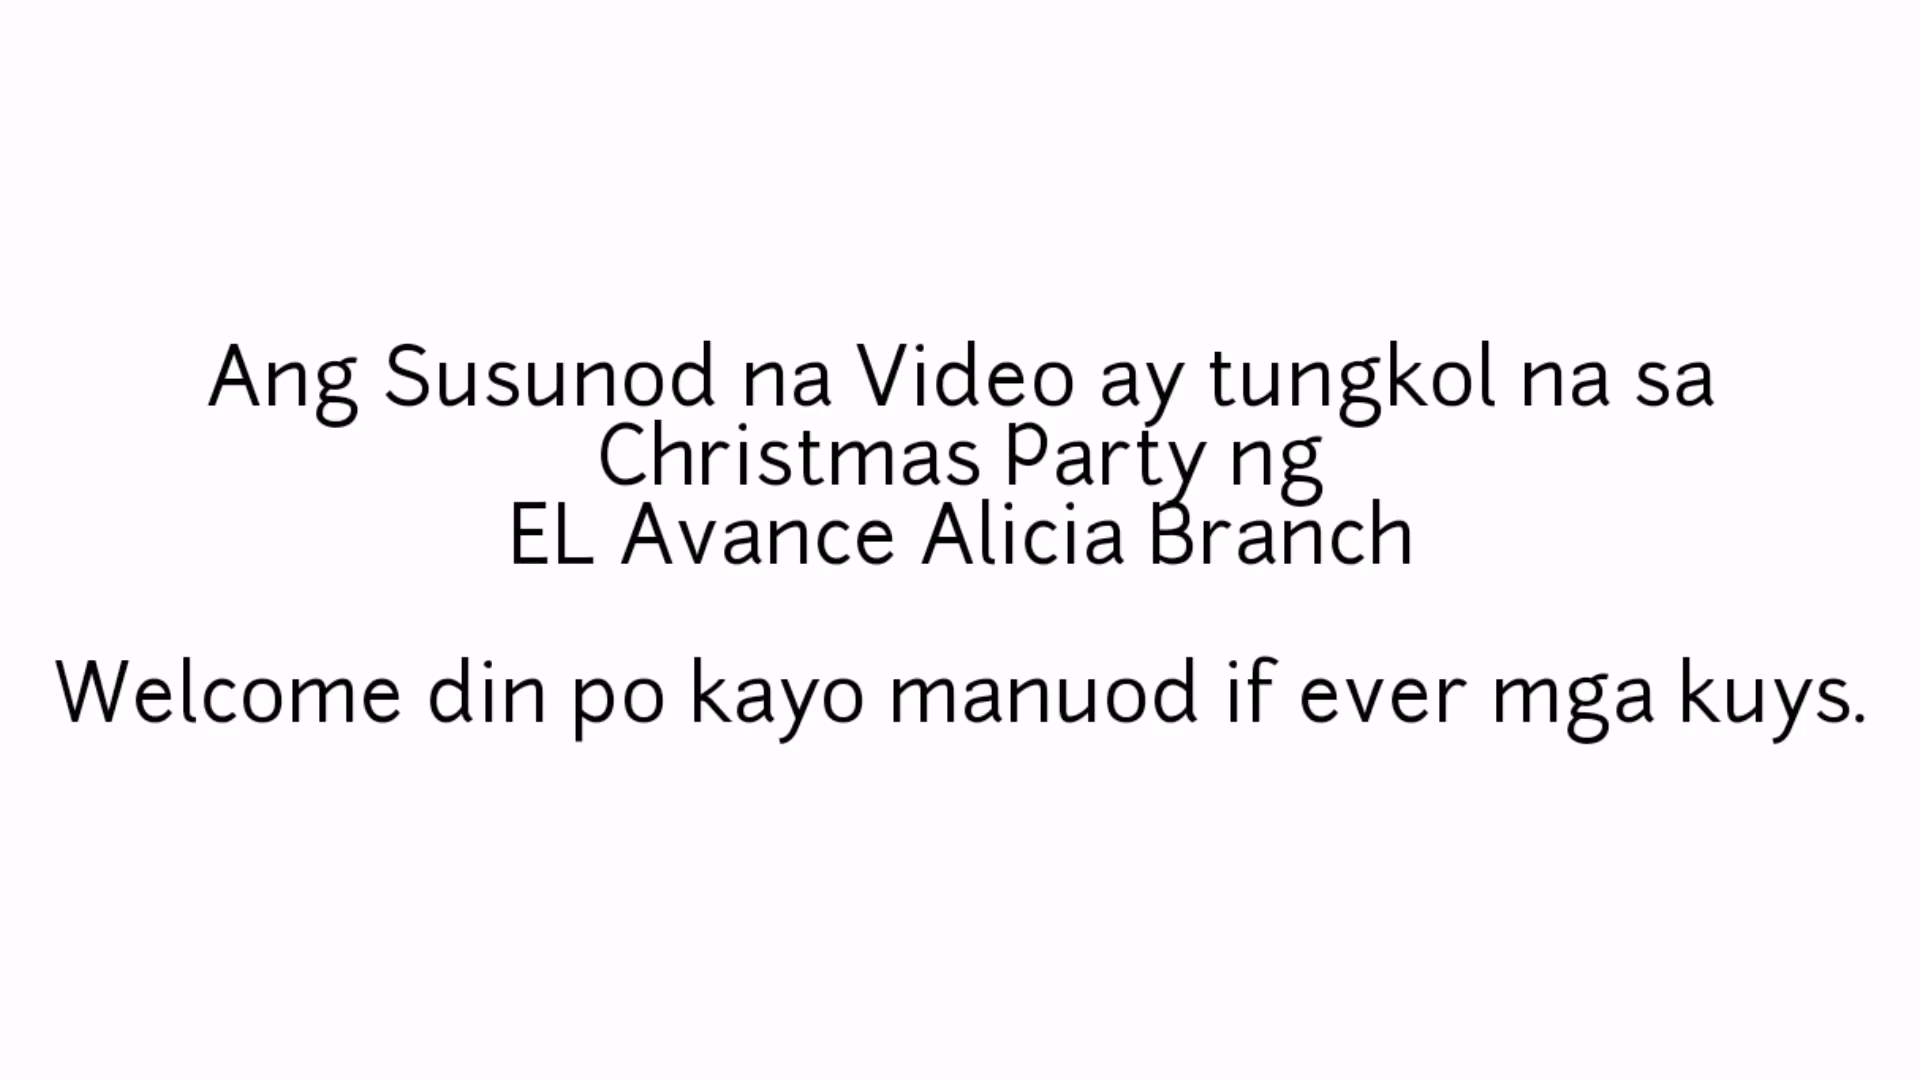 Ang Susunod na Video ay tungkol na sa
Christmas Party ng
EL Avance Alicia Branch
Welcome din po kayo manuod if ever mga kuys.